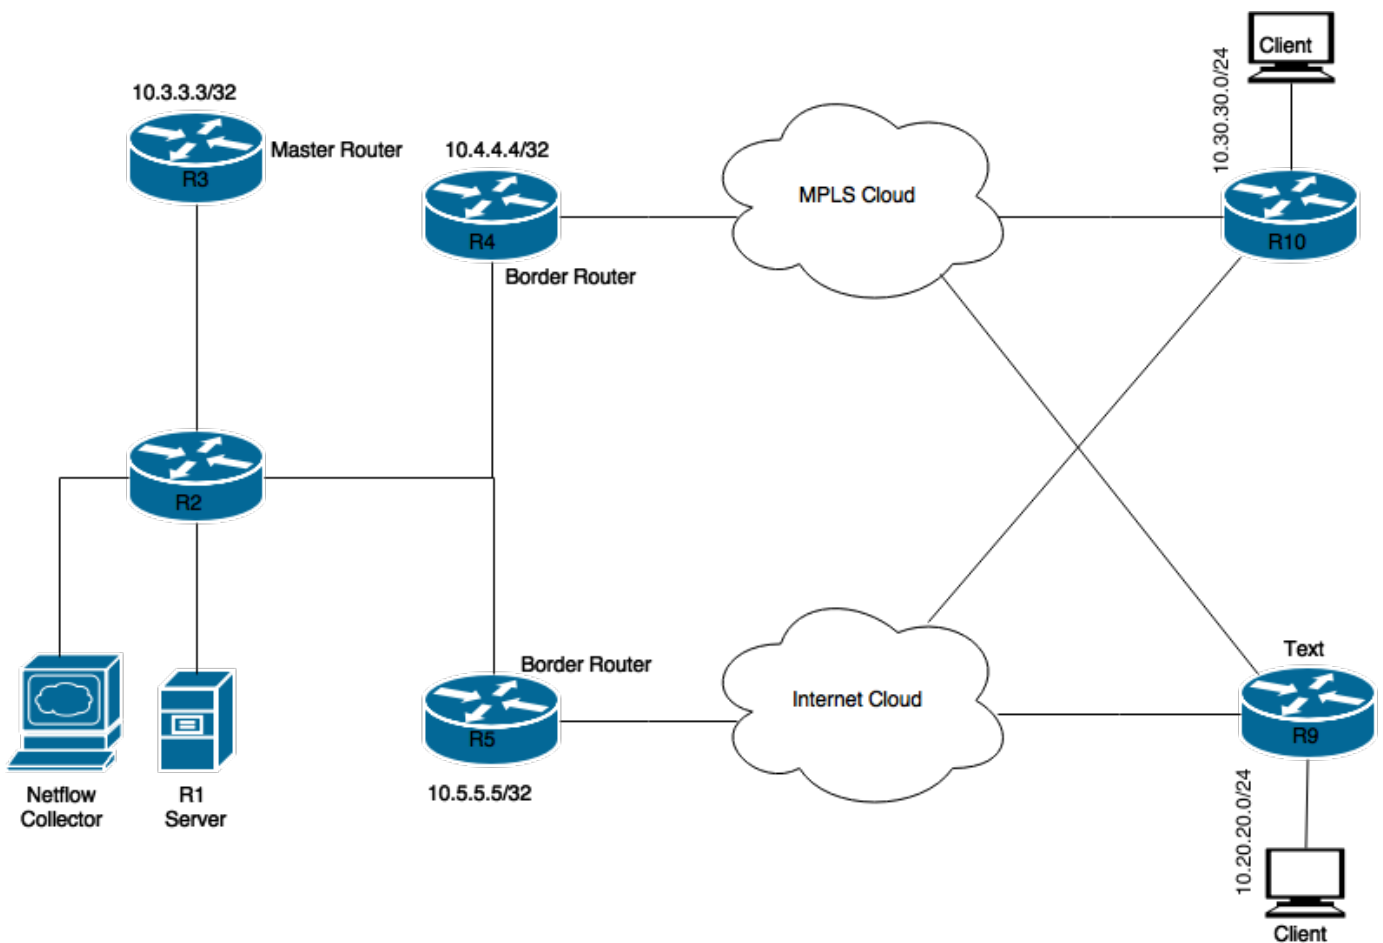 Client
10.30.30.0/24
10.3.3.3/32
Master Router
R3
10.4.4.4/32
R4
Border Router
MPLS Cloud
R10
R2
Border Router
R5
10.5.5.5/32
Internet Cloud
Text
R9
10.20.20.0/24
Netflow
Collector
R1
Server
Client